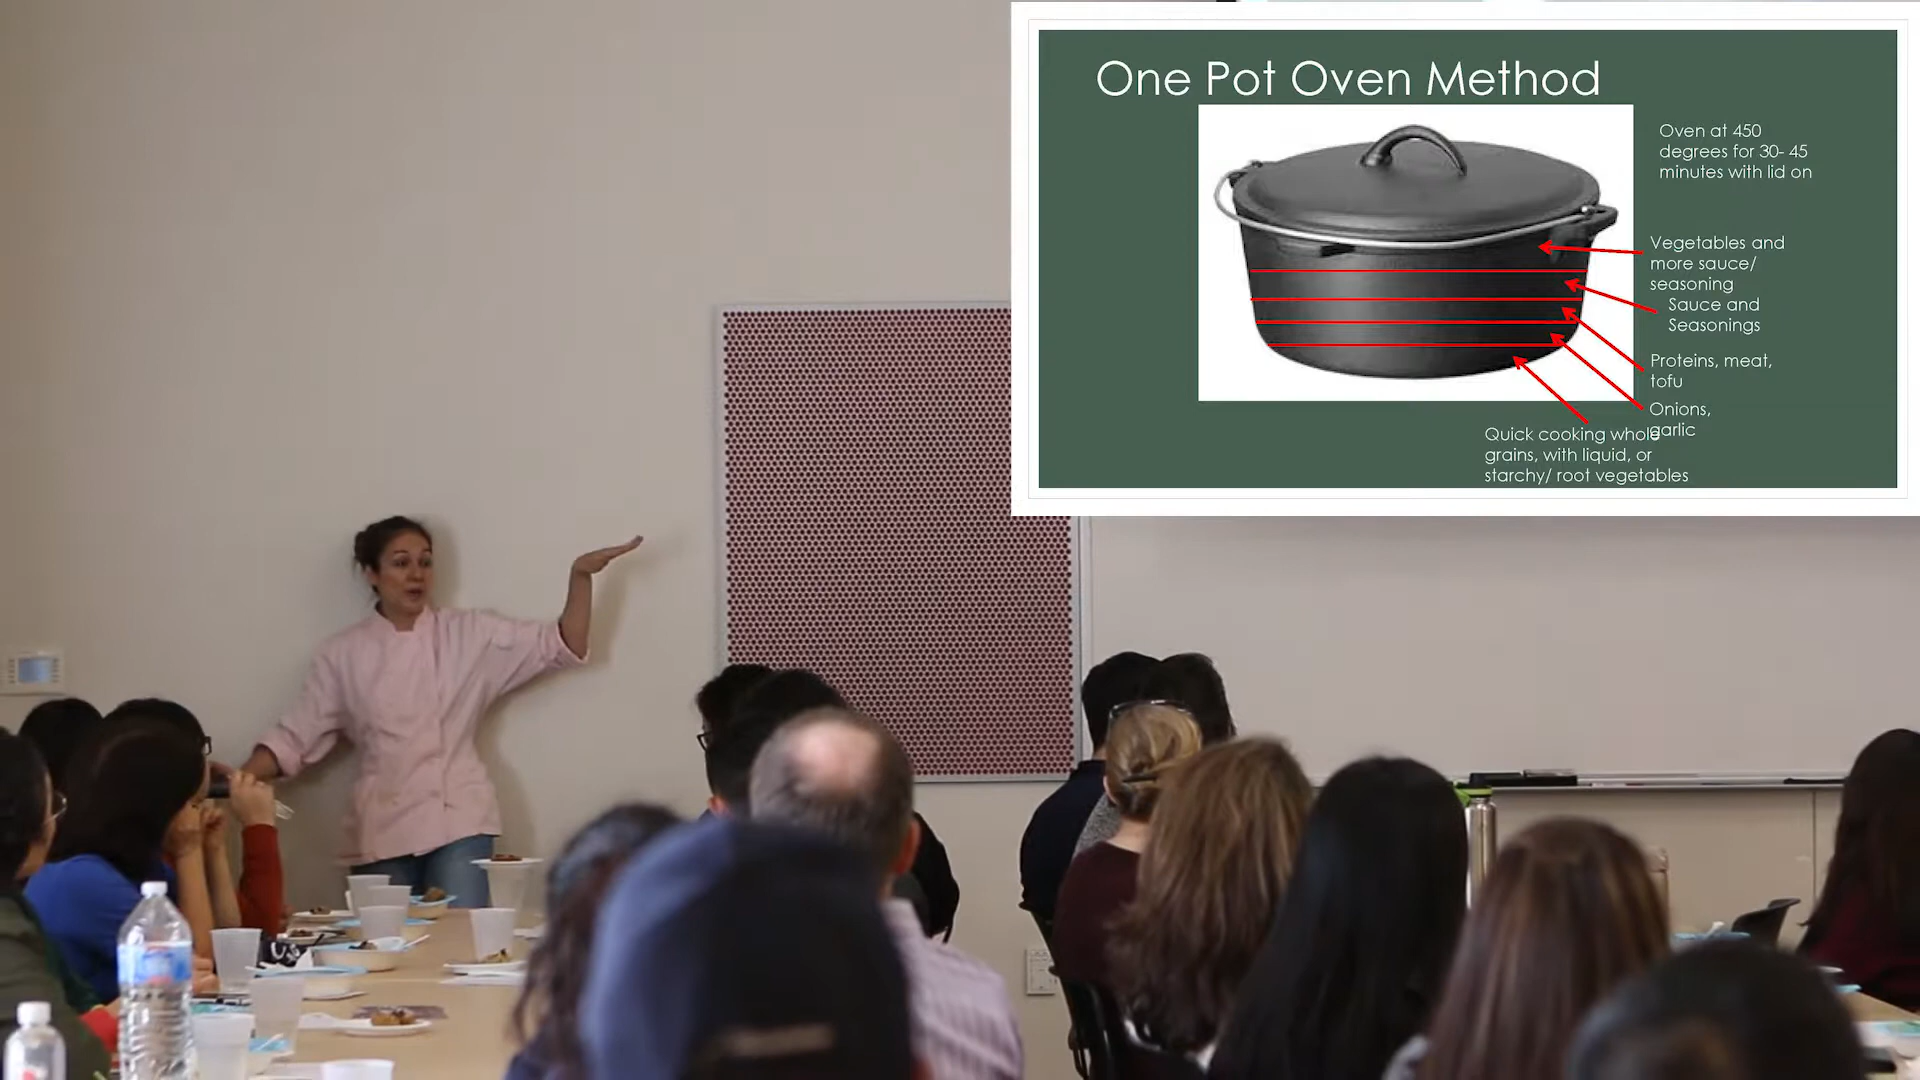 One Pot Oven Method
Oven at 450
degrees for 30- 45
minutes with lid on
Vegetables and
more sauce/
seasoning
Sauce and
Seasonings
Proteins, meat,
tofu
Onions,
garlic
Quick cooking whole
grains, with liquid, or
starchy/ root vegetables